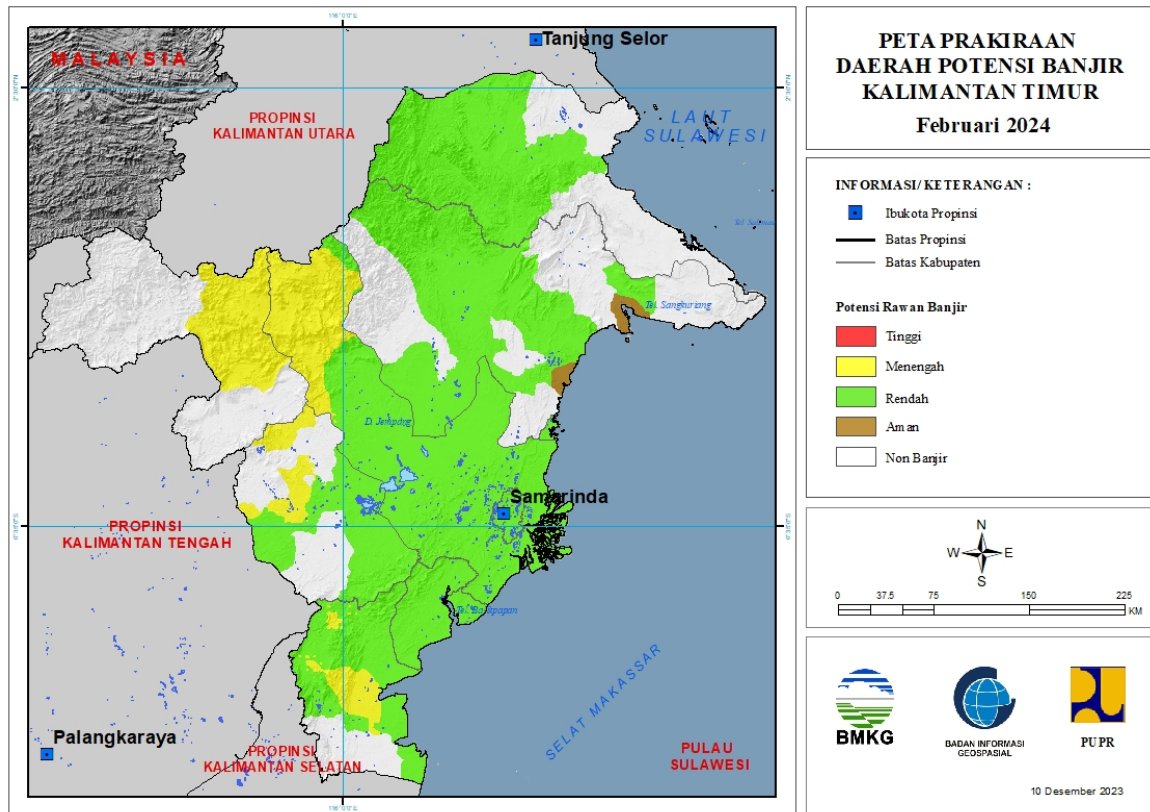 PETA PRAKIRAAN
DAERAH POTENSI BANJIR
KALIMANTAN TIMUR
Februari 2024
INFORMASI/ KETERANGAN :
Ibukota Propinsi
Batas Propinsi
Batas Kabupaten
Potensi Rawan Banjir
Tinggi
Menengah
Rendah
Aman
Non Banjir
N
W E
S
0 37.5 75 150 225
KM
BMKG
BADAN INFORMASI
GEOSPASIAL
PUPR
10 Desember 2023
MALAYSIA
Tanjung Selor
PROPINSI
KALIMANTAN UTARA
LAUT
SULAWESI
Tel. Sangkuriang
D. Jempang
Samarinda
PROPINSI
KALIMANTAN TENGAH
SELAT MAKASSAR
Palangkaraya
PROPINSI
KALIMANTAN SELATAN
PULAU
SULAWESI